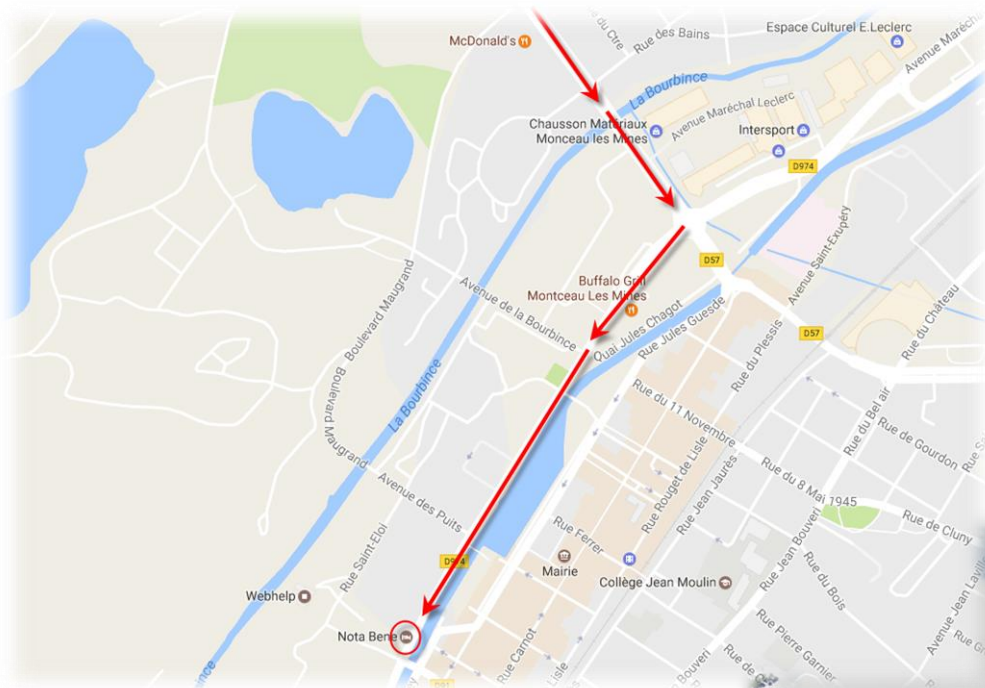 Espace Culturel E.Leclerc
McDonald's
Rue des Bains
Avenue Maréchal
La Bourbince
Chausson Matériaux
Monceau les Mines
Avenue Maréchal Leclerc
Intersport
D974
D57
Avenue Saint-Exupéry
Buffalo Grill
Montceau Les Mines
Avenue de la Bourbince
Quai Jules Chagot
Rue Jules Guesde
Boulevard Maugrand
Boulevard Maugrand
La Bourbince
Rue du Plessis
D57
Rue du Château
Rue du Bel air
Rue de Gourdon
Rue du 11 Novembre
Rue Rouget de Lisle
Rue Jean Jaurès
Rue du 8 Mai 1945
Rue de Cluny
Avenue des Puits
Rue Saint-Eloi
D974
Rue Ferrer
Mairie
Collège Jean Moulin
Rue Jean Bouveri
Rue du Bois
Webhelp
Nota Bene
Rue Carnot
Lisle
Bouveri
Rue Pierre Garnier
La Bourbince